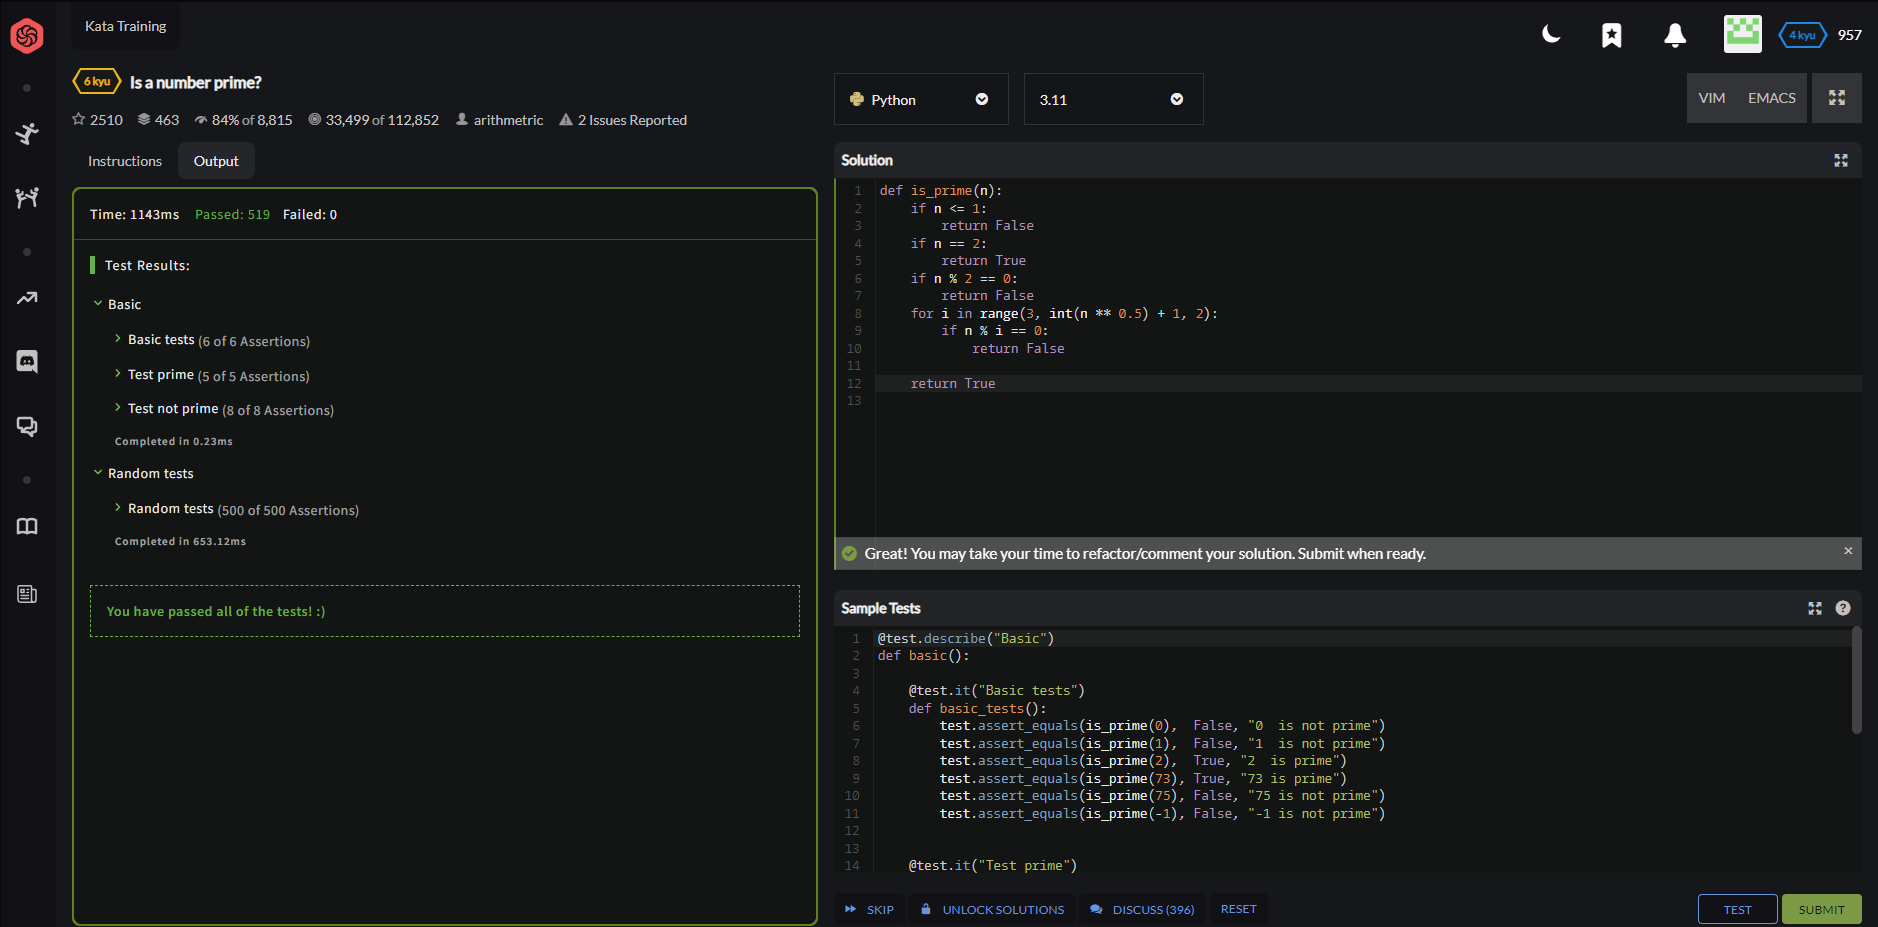 Kata Training
4 kyu 957
6 kyu Is a number prime?
2510 463 84% of 8,815 33,499 of 112,852 arithmetric 2 Issues Reported
Instructions Output
Time: 1143ms Passed: 519 Failed: 0
Test Results:
Basic
Basic tests (6 of 6 Assertions)
Test prime (5 of 5 Assertions)
Test not prime (8 of 8 Assertions)
Completed in 0.23ms
Random tests
Random tests (500 of 500 Assertions)
Completed in 653.12ms
You have passed all of the tests! :)
Python 3.11 VIM EMACS
Solution
1 def is_prime(n):
2     if n <= 1:
3         return False
4     if n == 2:
5         return True
6     if n % 2 == 0:
7         return False
8     for i in range(3, int(n ** 0.5) + 1, 2):
9         if n % i == 0:
10             return False
11
12     return True
13
Great! You may take your time to refactor/comment your solution. Submit when ready. ×
Sample Tests ?
1 @test.describe("Basic")
2 def basic():
3
4     @test.it("Basic tests")
5     def basic_tests():
6         test.assert_equals(is_prime(0),  False, "0  is not prime")
7         test.assert_equals(is_prime(1),  False, "1  is not prime")
8         test.assert_equals(is_prime(2),  True, "2  is prime")
9         test.assert_equals(is_prime(73), True, "73 is prime")
10         test.assert_equals(is_prime(75), False, "75 is not prime")
11         test.assert_equals(is_prime(-1), False, "-1 is not prime")
12
13
14     @test.it("Test prime")
SKIP UNLOCK SOLUTIONS DISCUSS (396) RESET TEST SUBMIT